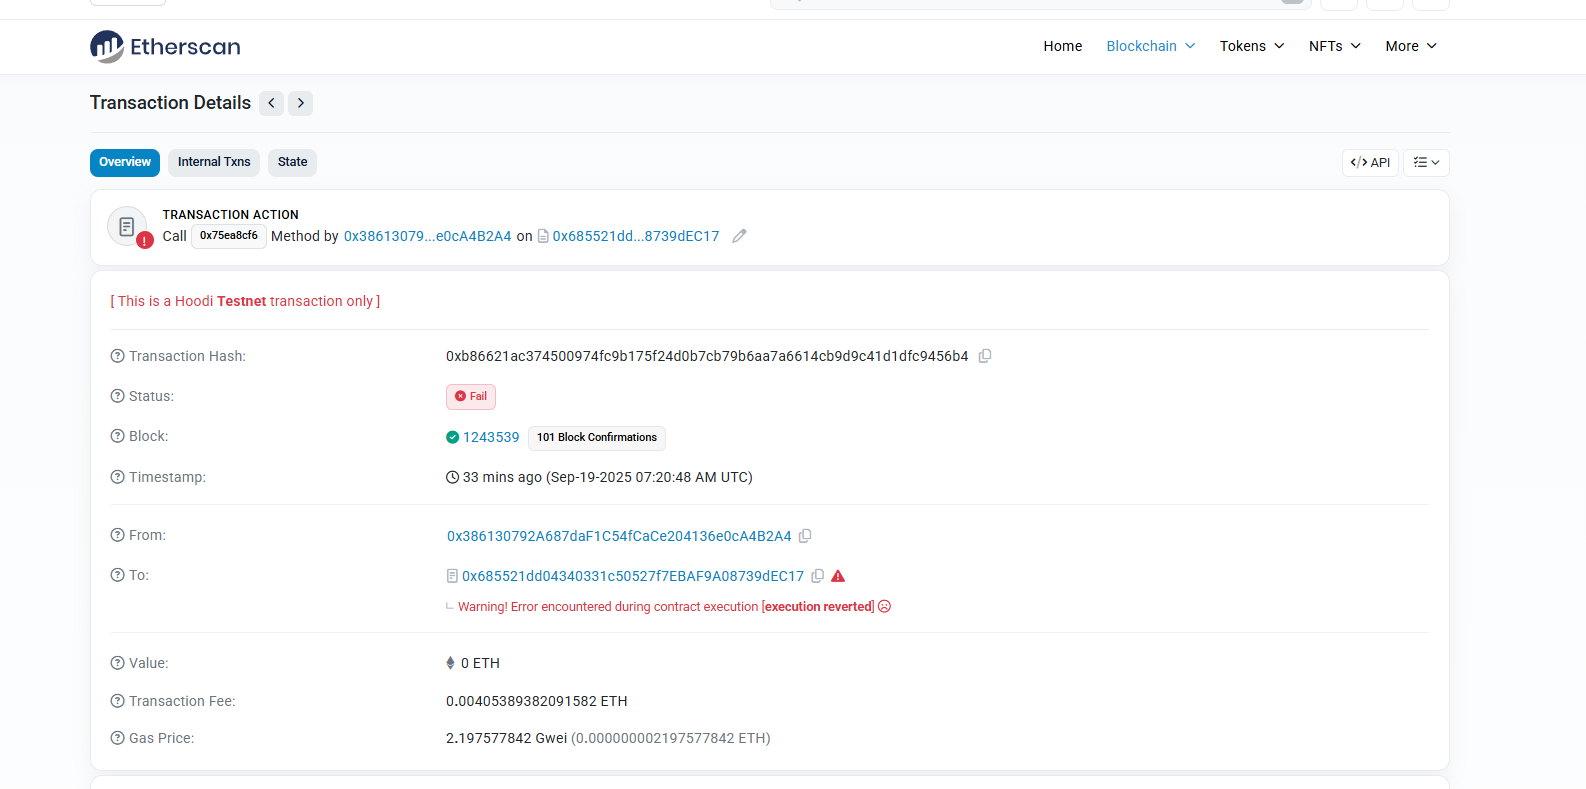 Etherscan
Home Blockchain Tokens NFTs More
Transaction Details
Overview Internal Txns State
</> API
TRANSACTION ACTION
Call 0x75ea8cf6 Method by 0x38613079...e0cA4B2A4 on 0x685521dd...8739dEC17
[ This is a Hoodi Testnet transaction only ]
Transaction Hash: 0xb86621ac374500974fc9b175f24d0b7cb79b6aa7a6614cb9d9c41d1dfc9456b4
Status: Fail
Block: 1243539 101 Block Confirmations
Timestamp: 33 mins ago (Sep-19-2025 07:20:48 AM UTC)
From: 0x386130792A687daF1C54fCaCe204136e0cA4B2A4
To: 0x685521dd04340331c50527f7EBAF9A08739dEC17
Warning! Error encountered during contract execution [execution reverted]
Value: 0 ETH
Transaction Fee: 0.00405389382091582 ETH
Gas Price: 2.197577842 Gwei (0.000000002197577842 ETH)